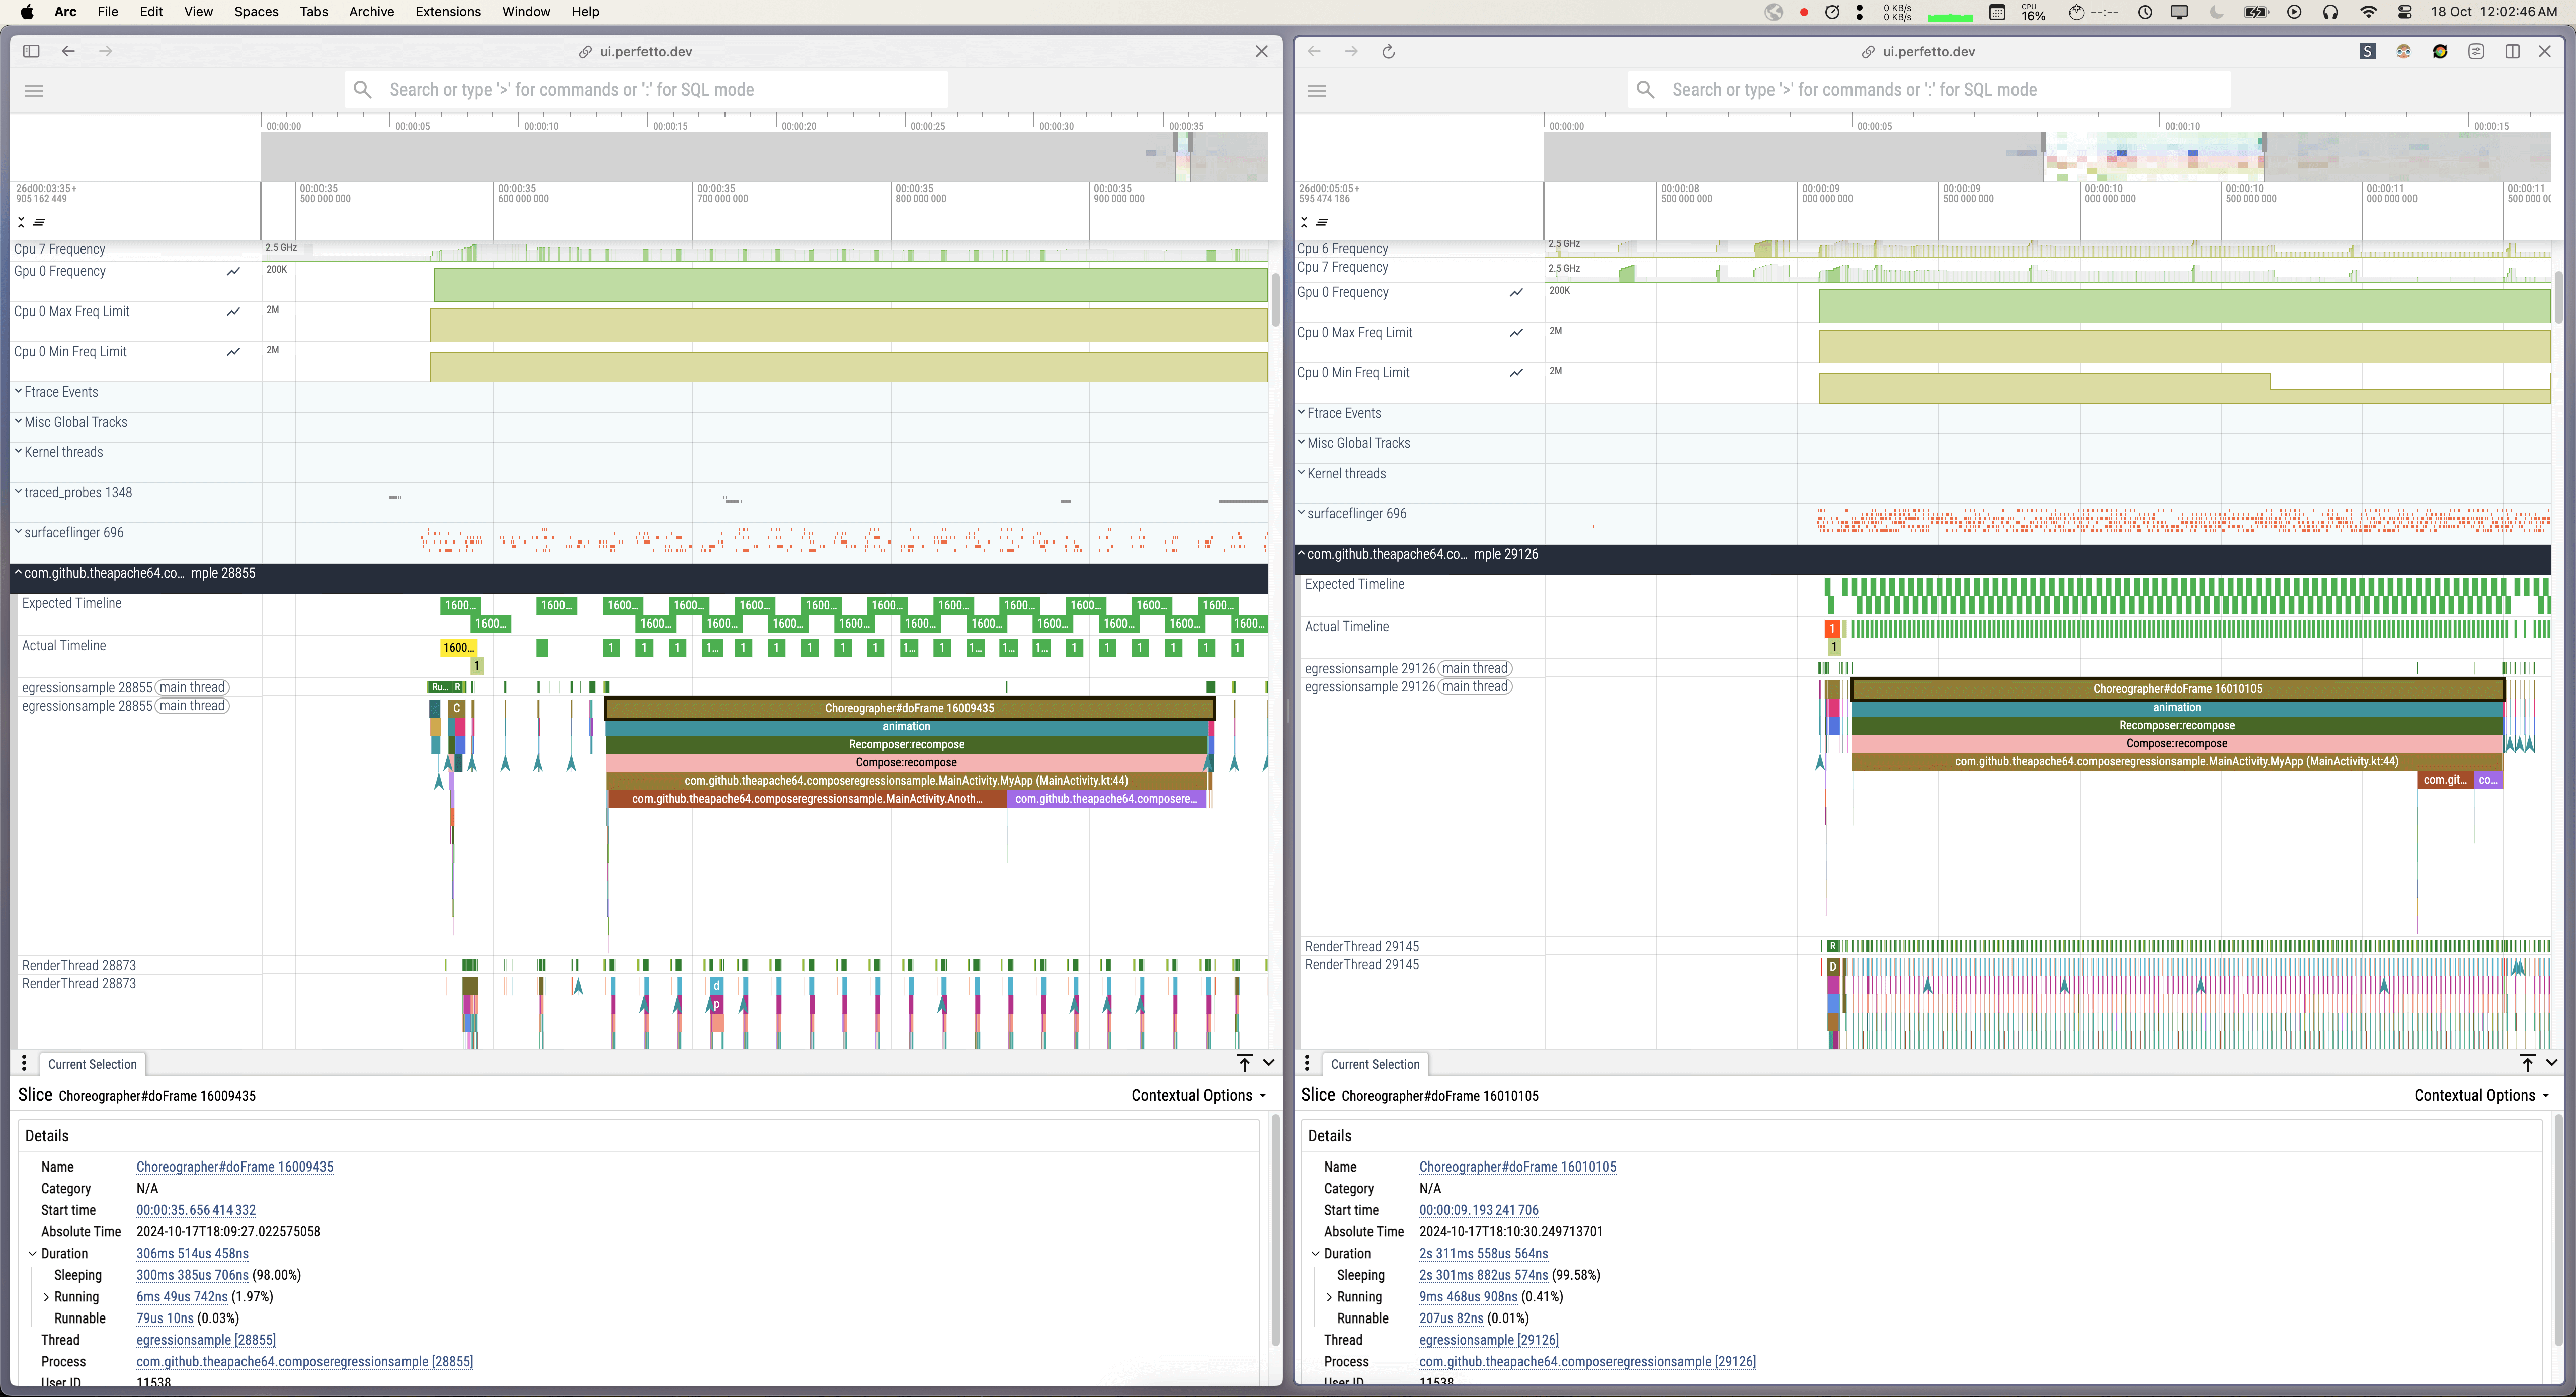 Arc File Edit View Spaces Tabs Archive Extensions Window Help
0 KB/s
0 KB/s
CPU
16%
--:--
18 Oct 12:02:46 AM
ui.perfetto.dev
Search or type '>' for commands or ':' for SQL mode
00:00:00 00:00:05 00:00:10 00:00:15 00:00:20 00:00:25 00:00:30 00:00:35
26d00:03:35+
905 162 449
00:00:35 00:00:35 00:00:35 00:00:35 00:00:35
500 000 000 600 000 000 700 000 000 800 000 000 900 000 000
Cpu 7 Frequency 2.5 GHz
Gpu 0 Frequency 200K
Cpu 0 Max Freq Limit 2M
Cpu 0 Min Freq Limit 2M
Ftrace Events
Misc Global Tracks
Kernel threads
traced_probes 1348
surfaceflinger 696
com.github.theapache64.co... mple 28855
Expected Timeline 1600... 1600... 1600... 1600... 1600... 1600... 1600... 1600... 1600... 1600... 1600... 1600...
1600... 1600... 1600... 1600... 1600... 1600... 1600... 1600... 1600... 1600... 1600...
Actual Timeline 1600... 1 1 1 1... 1 1 1 1 1 1... 1 1... 1... 1... 1 1 1 1 1 1
1
egressionsample 28855 main thread Ru... R
egressionsample 28855 main thread C Choreographer#doFrame 16009435
animation
Recomposer:recompose
Compose:recompose
com.github.theapache64.composeregressionsample.MainActivity.MyApp (MainActivity.kt:44)
com.github.theapache64.composeregressionsample.MainActivity.Anoth... com.github.theapache64.composere...
RenderThread 28873
RenderThread 28873 d
p
Current Selection
Slice Choreographer#doFrame 16009435 Contextual Options
Details
Name Choreographer#doFrame 16009435
Category N/A
Start time 00:00:35.656 414 332
Absolute Time 2024-10-17T18:09:27.022575058
Duration 306ms 514us 458ns
Sleeping 300ms 385us 706ns (98.00%)
Running 6ms 49us 742ns (1.97%)
Runnable 79us 10ns (0.03%)
Thread egressionsample [28855]
Process com.github.theapache64.composeregressionsample [28855]
User ID 11538
ui.perfetto.dev
S
Search or type '>' for commands or ':' for SQL mode
00:00:00 00:00:05 00:00:10 00:00:15
26d00:05:05+
595 474 186
00:00:08 00:00:09 00:00:09 00:00:10 00:00:10 00:00:11 00:00:11
500 000 000 000 000 000 500 000 000 000 000 000 500 000 000 000 000 000 500 000 0
Cpu 6 Frequency 2.5 GHz
Cpu 7 Frequency 2.5 GHz
Gpu 0 Frequency 200K
Cpu 0 Max Freq Limit 2M
Cpu 0 Min Freq Limit 2M
Ftrace Events
Misc Global Tracks
Kernel threads
surfaceflinger 696
com.github.theapache64.co... mple 29126
Expected Timeline
Actual Timeline 1
1
egressionsample 29126 main thread
egressionsample 29126 main thread Choreographer#doFrame 16010105
animation
Recomposer:recompose
Compose:recompose
com.github.theapache64.composeregressionsample.MainActivity.MyApp (MainActivity.kt:44)
com.git... co...
RenderThread 29145 R
RenderThread 29145 D
Current Selection
Slice Choreographer#doFrame 16010105 Contextual Options
Details
Name Choreographer#doFrame 16010105
Category N/A
Start time 00:00:09.193 241 706
Absolute Time 2024-10-17T18:10:30.249713701
Duration 2s 311ms 558us 564ns
Sleeping 2s 301ms 882us 574ns (99.58%)
Running 9ms 468us 908ns (0.41%)
Runnable 207us 82ns (0.01%)
Thread egressionsample [29126]
Process com.github.theapache64.composeregressionsample [29126]
User ID 11538